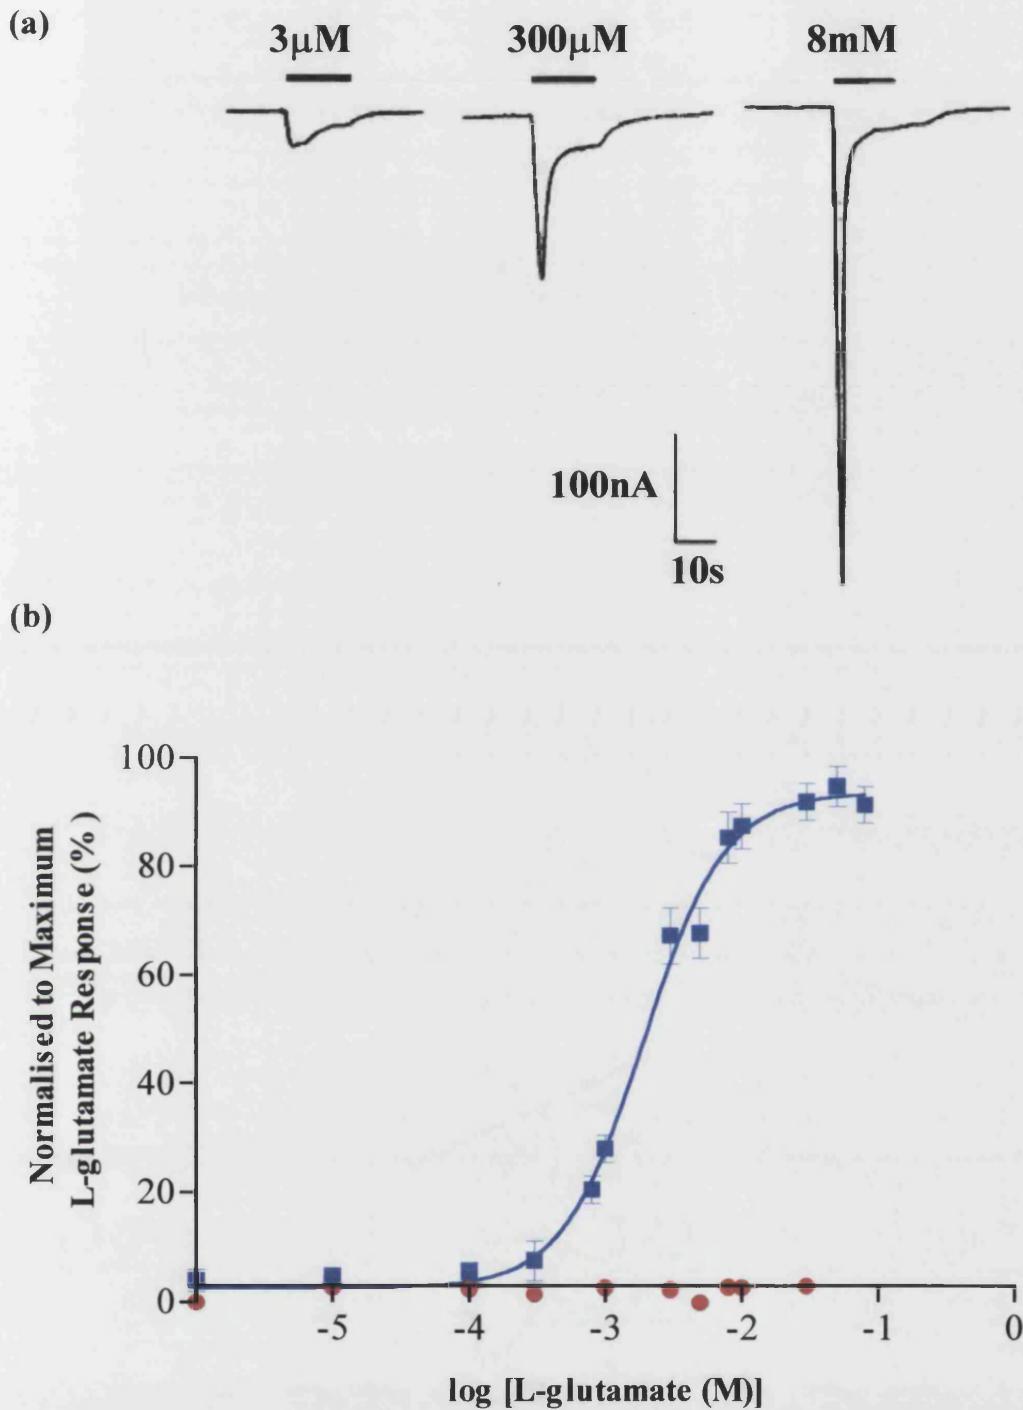 (a)
3μM 300μM 8mM
100nA
10s
(b)
Normalised to Maximum
L-glutamate Response (%)
100
80
60
40
20
0
-5 -4 -3 -2 -1 0
log [L-glutamate (M)]